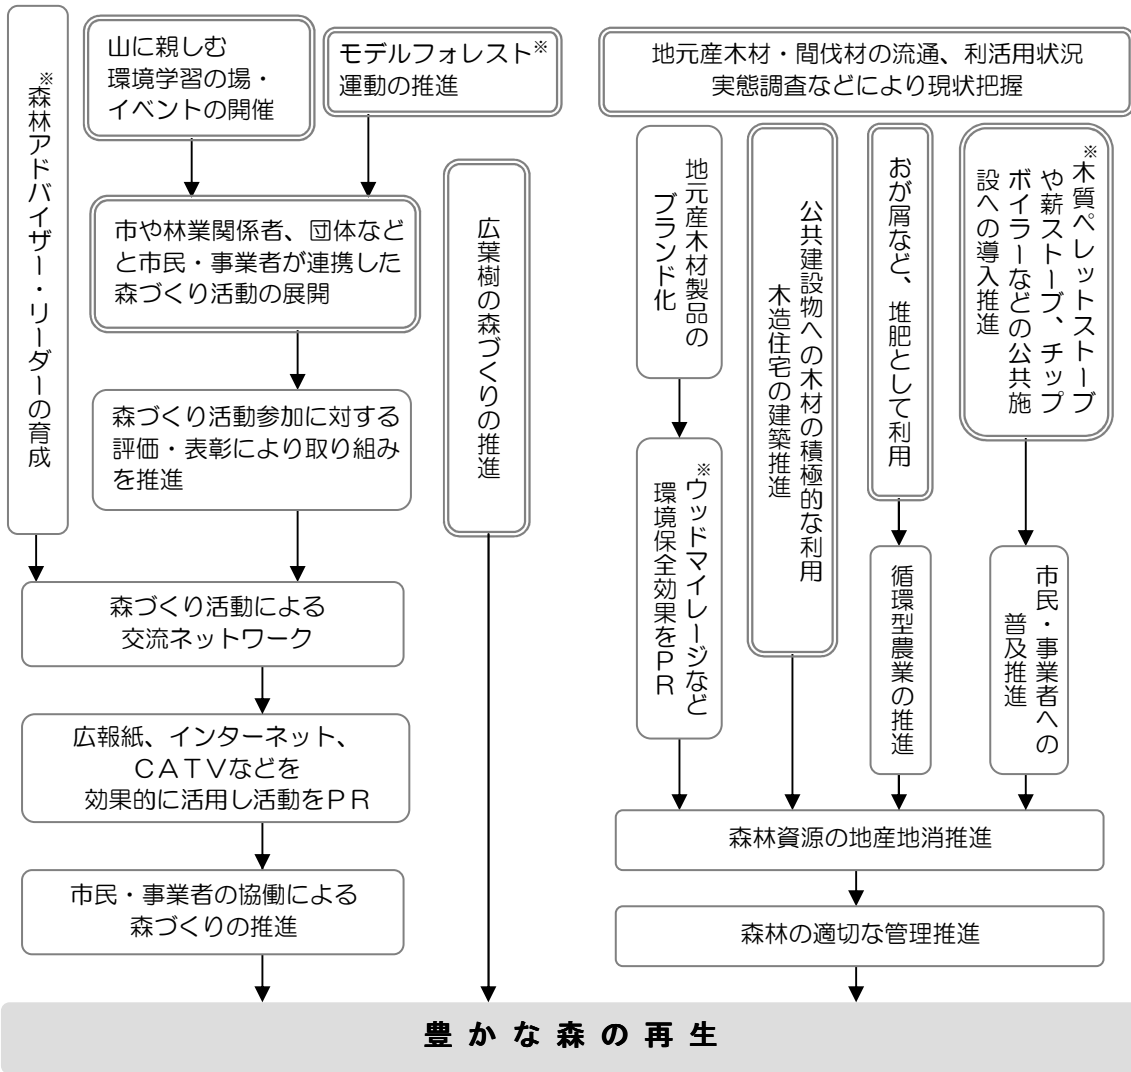 ※森林アドバイザー・リーダーの育成
山に親しむ
環境学習の場・
イベントの開催
モデルフォレスト※
運動の推進
市や林業関係者、団体など
と市民・事業者が連携した
森づくり活動の展開
森づくり活動参加に対する
評価・表彰により取り組み
を推進
広葉樹の森づくりの推進
森づくり活動による
交流ネットワーク
広報紙、インターネット、
ＣＡＴＶなどを
効果的に活用し活動をＰＲ
市民・事業者の協働による
森づくりの推進
地元産木材・間伐材の流通、利活用状況
実態調査などにより現状把握
地元産木材製品の
ブランド化
※ウッドマイレージなど
環境保全効果をＰＲ
公共建設物への木材の積極的な利用
木造住宅の建築推進
おが屑など、堆肥として利用
循環型農業の推進
※木質ペレットストーブ
や薪ストーブ、チップ
ボイラーなどの公共施
設への導入推進
市民・事業者への
普及推進
森林資源の地産地消推進
森林の適切な管理推進
豊かな森の再生